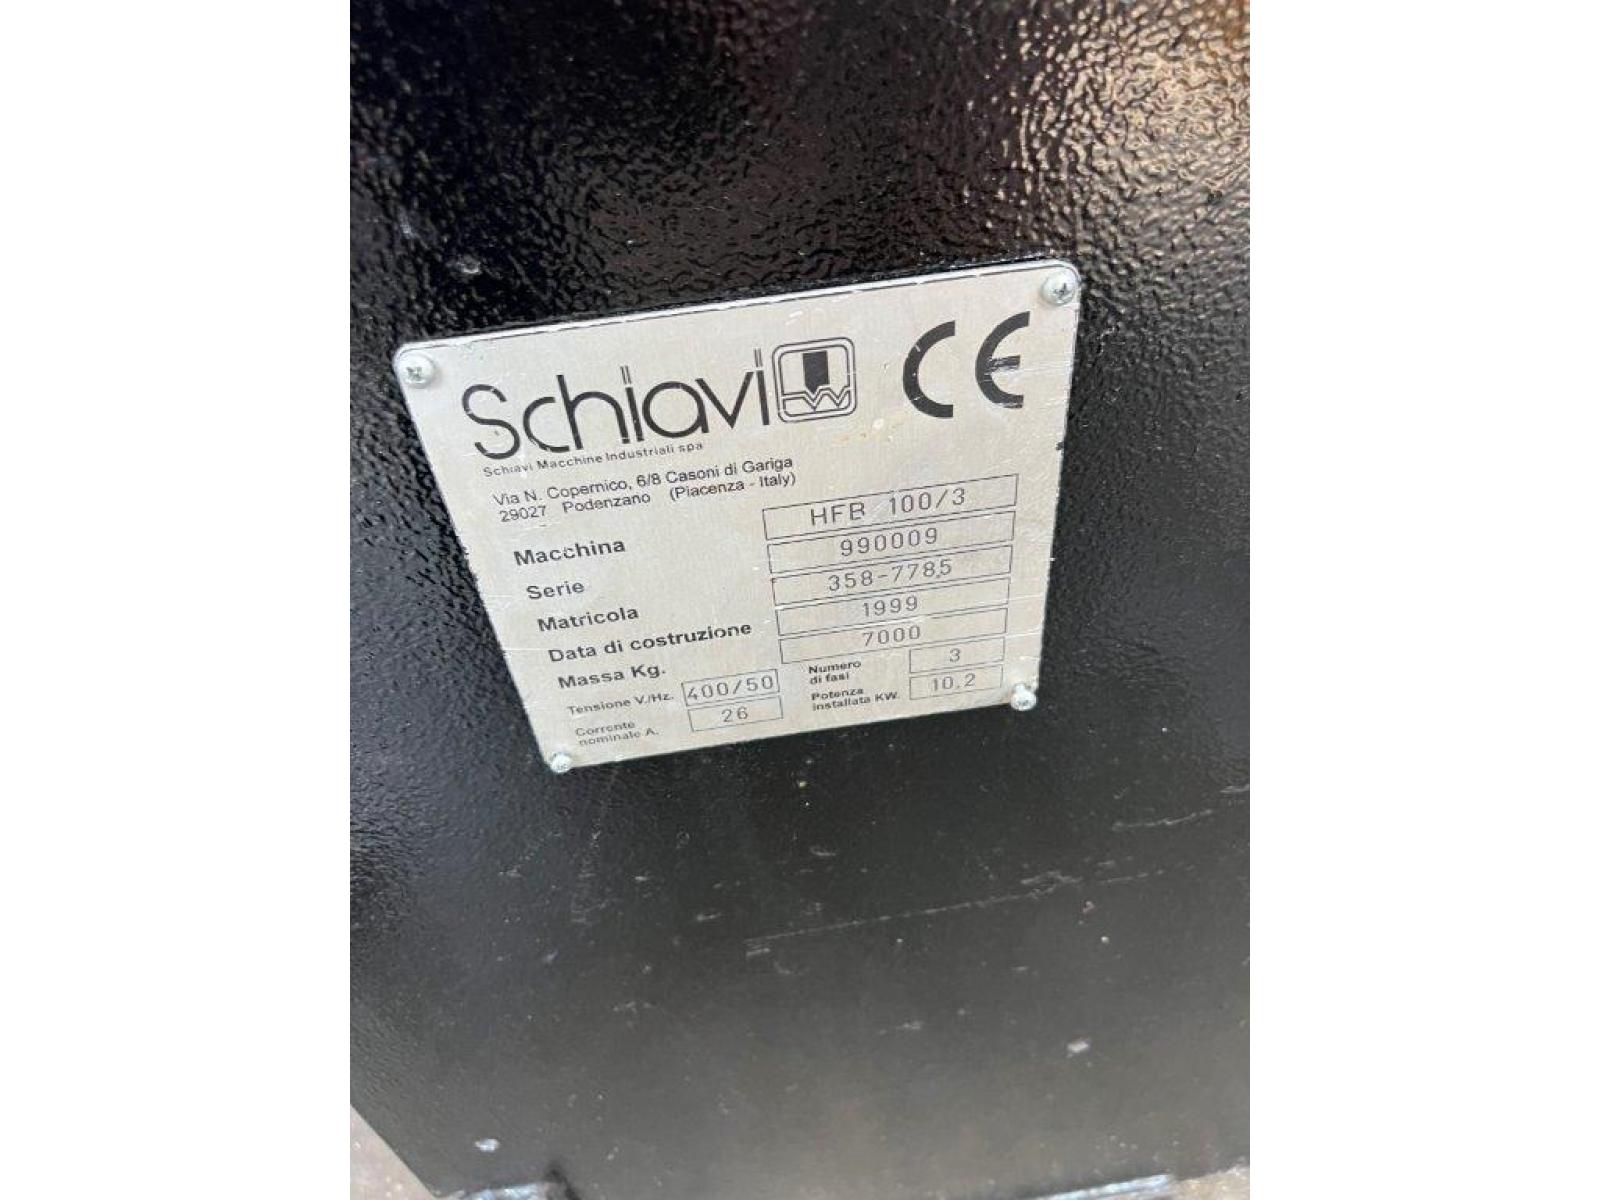 Schiavi
CE
Schiavi Macchine Industriali spa
Via N. Copernico, 6/8 Casoni di Gariga
29027 Podenzano (Piacenza - Italy)
Macchina HFB 100/3
Serie 990009
Matricola 358-7785
Data di costruzione 1999
Massa Kg. 7000
Tensione V./Hz. 400/50 Numero di fasi 3
Corrente nominale A. 26 Potenza installata KW. 10.2